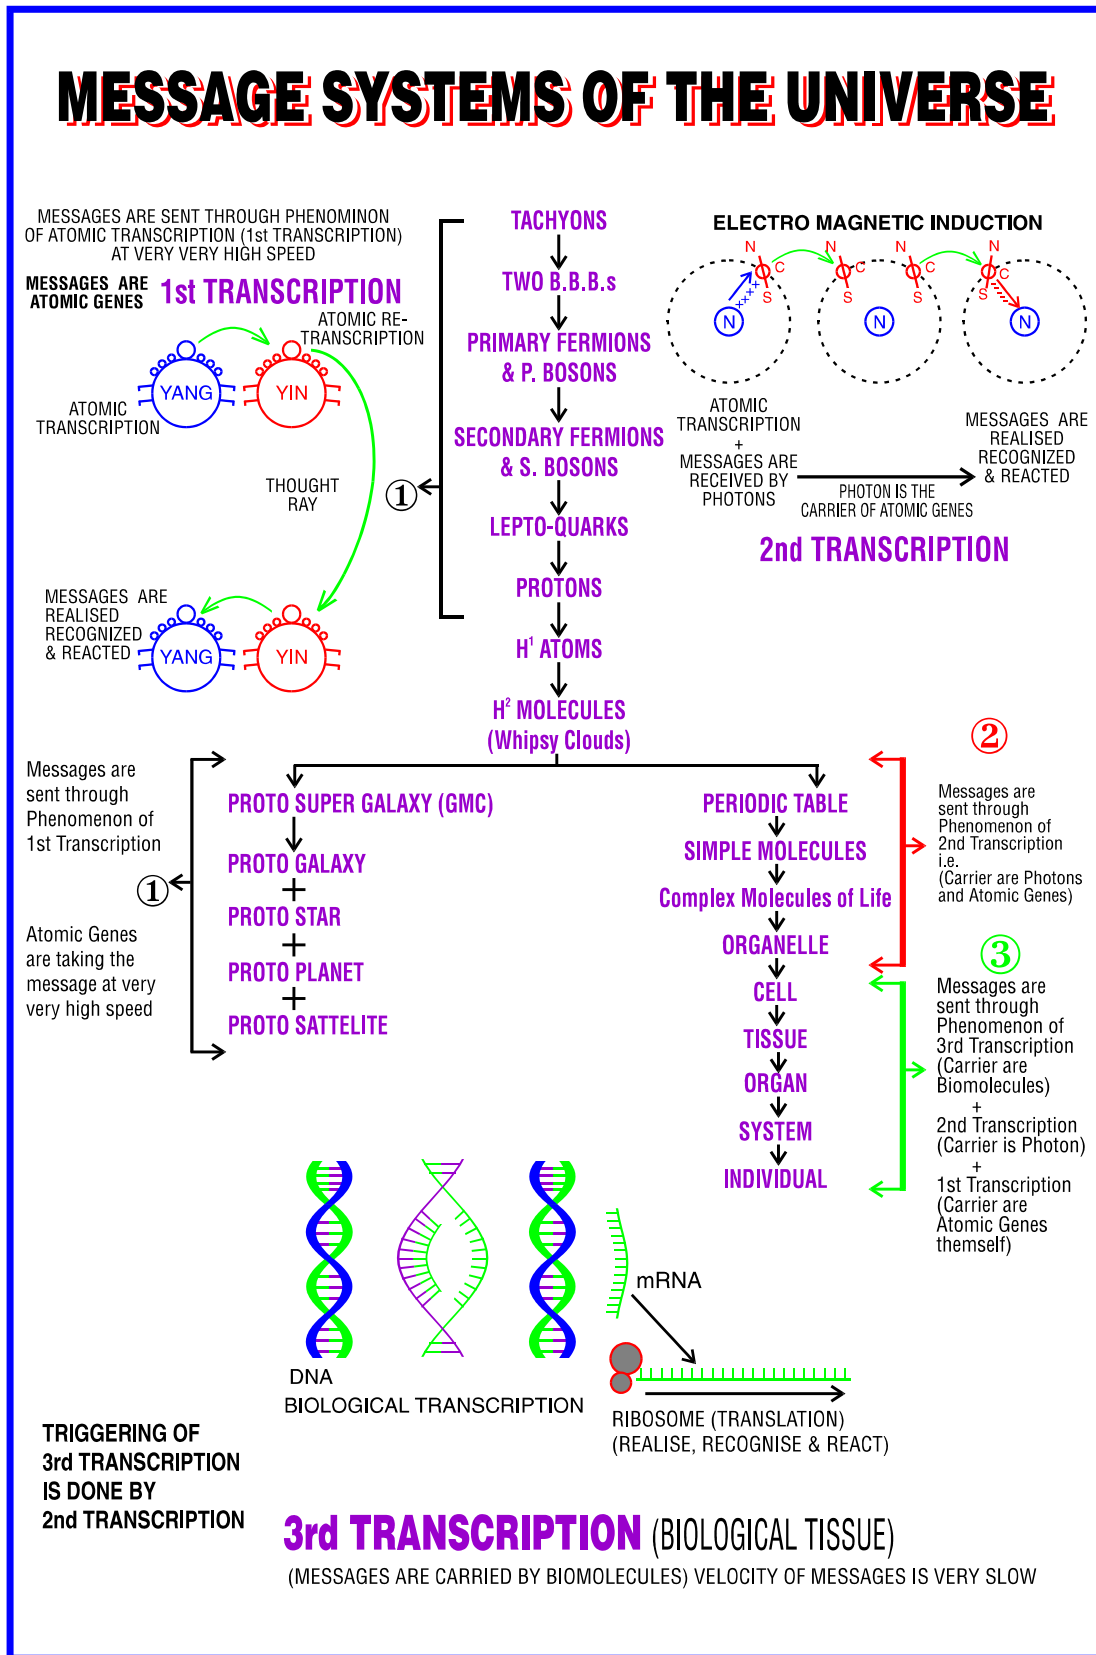 MESSAGE SYSTEMS OF THE UNIVERSE
MESSAGES ARE SENT THROUGH PHENOMINON
OF ATOMIC TRANSCRIPTION (1st TRANSCRIPTION)
AT VERY VERY HIGH SPEED
MESSAGES ARE
ATOMIC GENES
1st TRANSCRIPTION
ATOMIC RE-
TRANSCRIPTION
YANG
YIN
ATOMIC
TRANSCRIPTION
THOUGHT
RAY
MESSAGES ARE
REALISED
RECOGNIZED
& REACTED
YANG
YIN
1
TACHYONS
TWO B.B.B.s
PRIMARY FERMIONS
& P. BOSONS
SECONDARY FERMIONS
& S. BOSONS
LEPTO-QUARKS
PROTONS
H¹ ATOMS
H² MOLECULES
(Whipsy Clouds)
ELECTRO MAGNETIC INDUCTION
N
C
S
N
N
S
N
N
C
S
N
C
S
N
ATOMIC
TRANSCRIPTION
+
MESSAGES ARE
RECEIVED BY
PHOTONS
PHOTON IS THE
CARRIER OF ATOMIC GENES
MESSAGES ARE
REALISED
RECOGNIZED
& REACTED
2nd TRANSCRIPTION
Messages are
sent through
Phenomenon of
1st Transcription
1
Atomic Genes
are taking the
message at very
very high speed
PROTO SUPER GALAXY (GMC)
PROTO GALAXY
+
PROTO STAR
+
PROTO PLANET
+
PROTO SATTELITE
PERIODIC TABLE
SIMPLE MOLECULES
Complex Molecules of Life
ORGANELLE
CELL
TISSUE
ORGAN
SYSTEM
INDIVIDUAL
2
Messages are
sent through
Phenomenon of
2nd Transcription
i.e.
(Carrier are Photons
and Atomic Genes)
3
Messages are
sent through
Phenomenon of
3rd Transcription
(Carrier are
Biomolecules)
+
2nd Transcription
(Carrier is Photon)
+
1st Transcription
(Carrier are
Atomic Genes
themself)
mRNA
DNA
BIOLOGICAL TRANSCRIPTION
RIBOSOME (TRANSLATION)
(REALISE, RECOGNISE & REACT)
TRIGGERING OF
3rd TRANSCRIPTION
IS DONE BY
2nd TRANSCRIPTION
3rd TRANSCRIPTION (BIOLOGICAL TISSUE)
(MESSAGES ARE CARRIED BY BIOMOLECULES) VELOCITY OF MESSAGES IS VERY SLOW